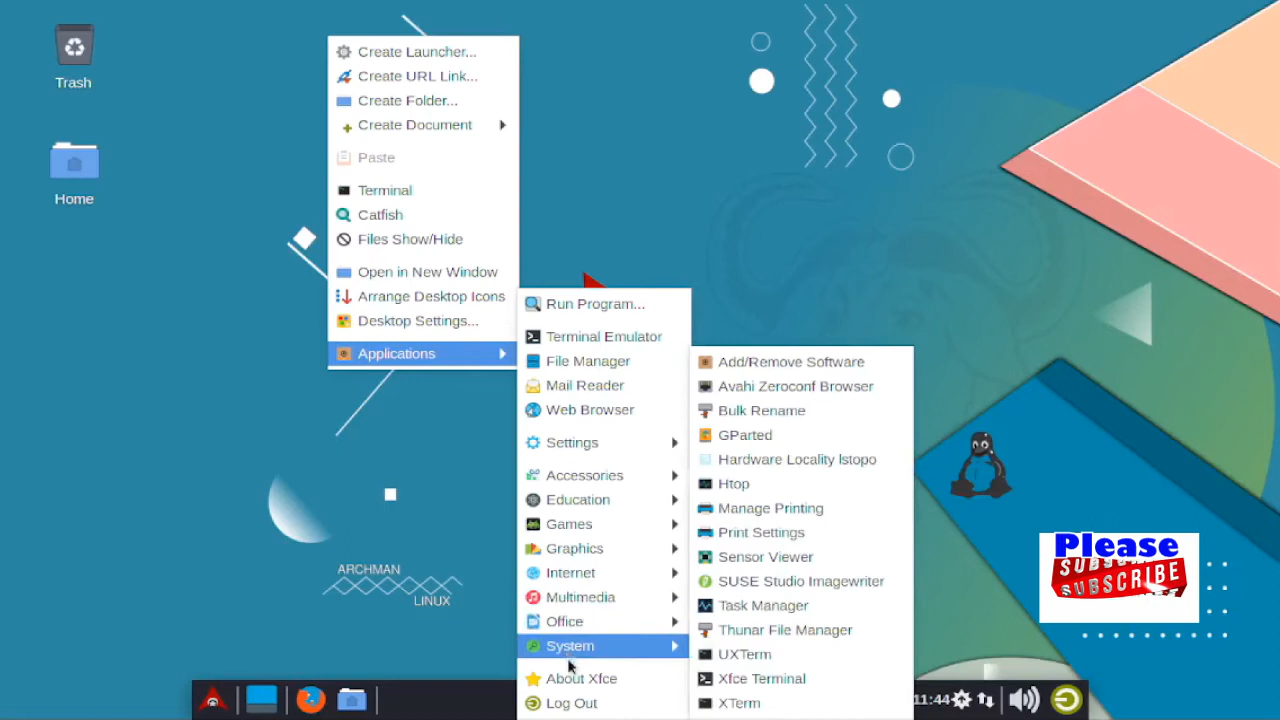 Trash
Home
Create Launcher...
Create URL Link...
Create Folder...
Create Document
Paste
Terminal
Catfish
Files Show/Hide
Open in New Window
Arrange Desktop Icons
Desktop Settings...
Applications
Run Program...
Terminal Emulator
File Manager
Mail Reader
Web Browser
Settings
Accessories
Education
Games
Graphics
Internet
Multimedia
Office
System
About Xfce
Log Out
Add/Remove Software
Avahi Zeroconf Browser
Bulk Rename
GParted
Hardware Locality lstopo
Htop
Manage Printing
Print Settings
Sensor Viewer
SUSE Studio Imagewriter
Task Manager
Thunar File Manager
UXTerm
Xfce Terminal
XTerm
ARCHMAN
LINUX
Please
SUBSCRIBE
11:44